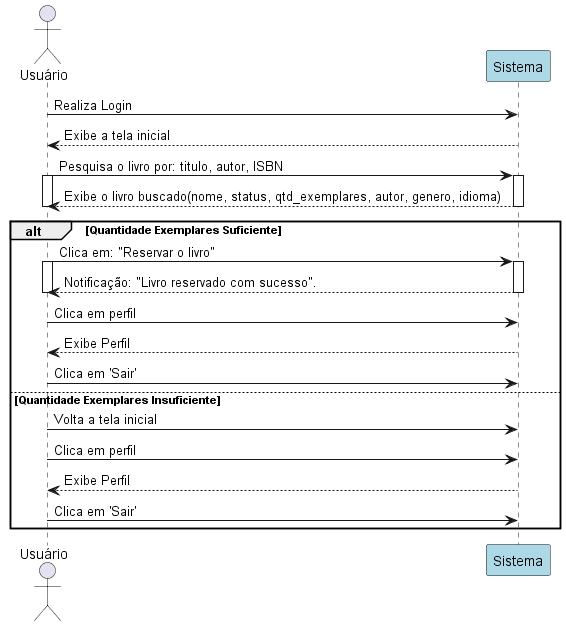 Usuário
Sistema
Realiza Login
Exibe a tela inicial
Pesquisa o livro por: titulo, autor, ISBN
Exibe o livro buscado(nome, status, qtd_exemplares, autor, genero, idioma)
alt [Quantidade Exemplares Suficiente]
Clica em: "Reservar o livro"
Notificação: "Livro reservado com sucesso".
Clica em perfil
Exibe Perfil
Clica em 'Sair'
[Quantidade Exemplares Insuficiente]
Volta a tela inicial
Clica em perfil
Exibe Perfil
Clica em 'Sair'
Usuário
Sistema